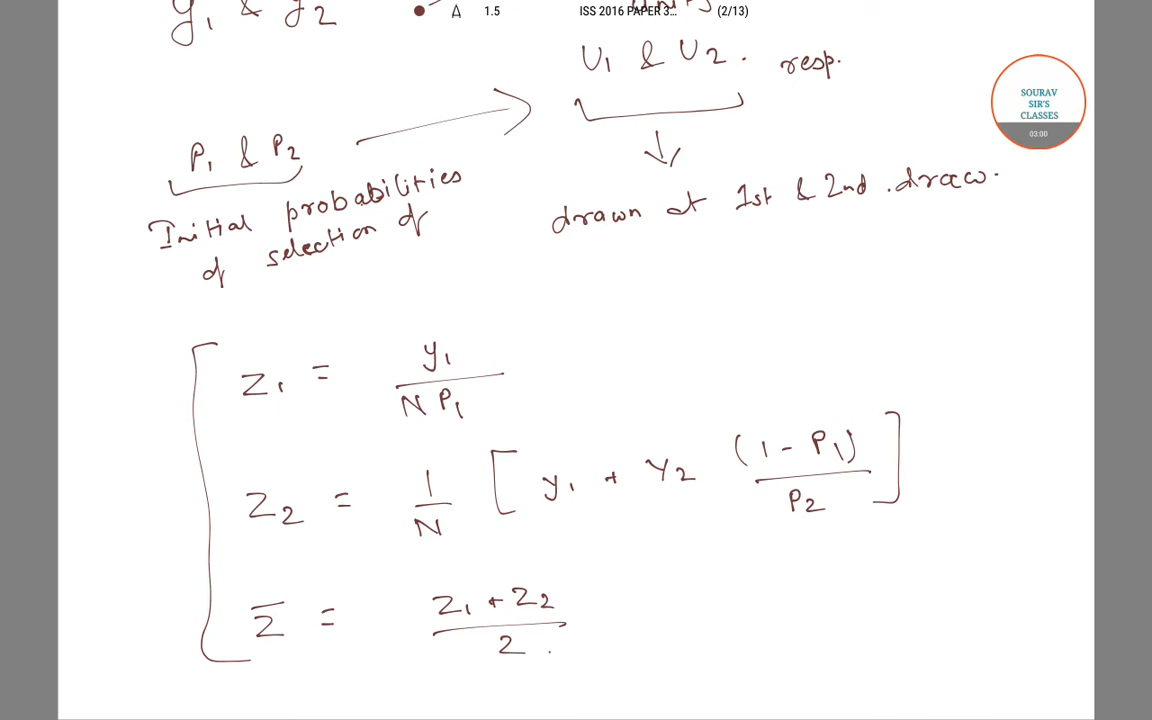 y1 & y2
A 1.5 ISS 2016 PAPER 3... (2/13)
units
U1 & U2. resp.
SOURAV
SIR'S
CLASSES
03:00
P1 & P2
Initial probabilities
of selection of
drawn at 1st & 2nd draw.
Z1 = y1 / N P1
Z2 = 1/N [ y1 + y2 (1 - P1) / P2 ]
Z̄ = Z1 + Z2 / 2.